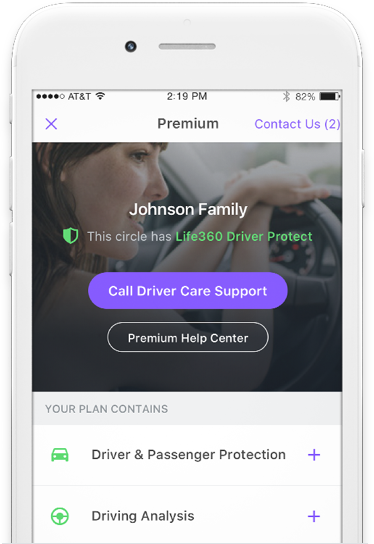 AT&T 2:19 PM 82%
Premium Contact Us (2)
Johnson Family
This circle has Life360 Driver Protect
Call Driver Care Support
Premium Help Center
YOUR PLAN CONTAINS
Driver & Passenger Protection +
Driving Analysis +